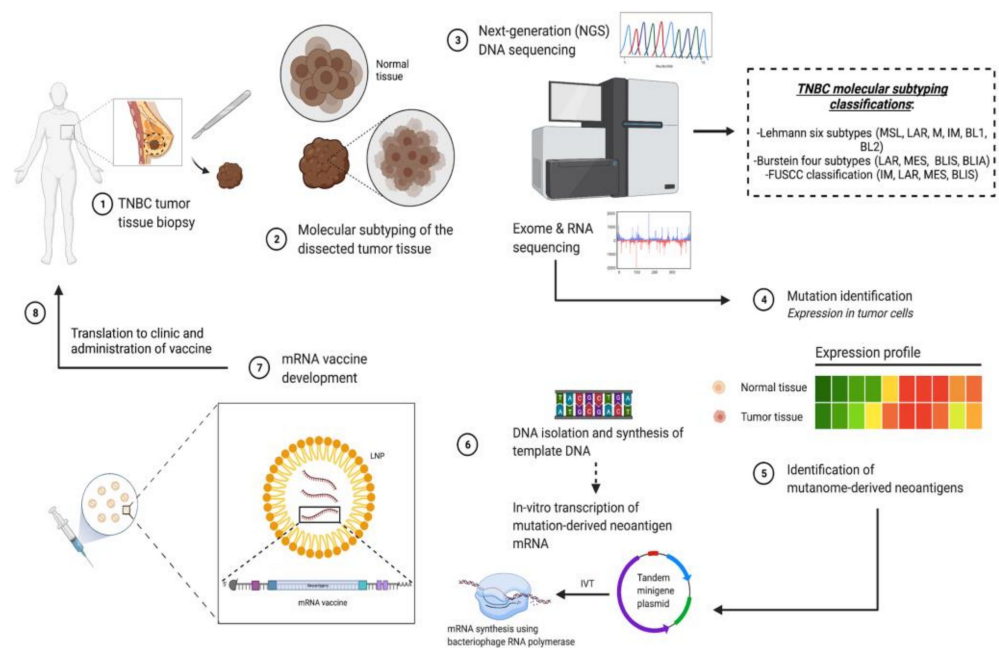 3
Next-generation (NGS)
DNA sequencing
Normal
tissue
TNBC molecular subtyping
classifications:
-Lehmann six subtypes (MSL, LAR, M, IM, BL1,
BL2)
-Burstein four subtypes (LAR, MES, BLIS, BLIA)
-FUSCC classification (IM, LAR, MES, BLIS)
1
TNBC tumor
tissue biopsy
2
Molecular subtyping of the
dissected tumor tissue
Exome & RNA
sequencing
4
Mutation identification
Expression in tumor cells
8
Translation to clinic and
administration of vaccine
7
mRNA vaccine
development
Expression profile
Normal tissue
Tumor tissue
T A C G C T G A
A T G C G A C T
6
DNA isolation and synthesis of
template DNA
5
Identification of
mutanome-derived neoantigens
In-vitro transcription of
mutation-derived neoantigen
mRNA
LNP
IVT
Tandem
minigene
plasmid
mRNA vaccine
mRNA synthesis using
bacteriophage RNA polymerase